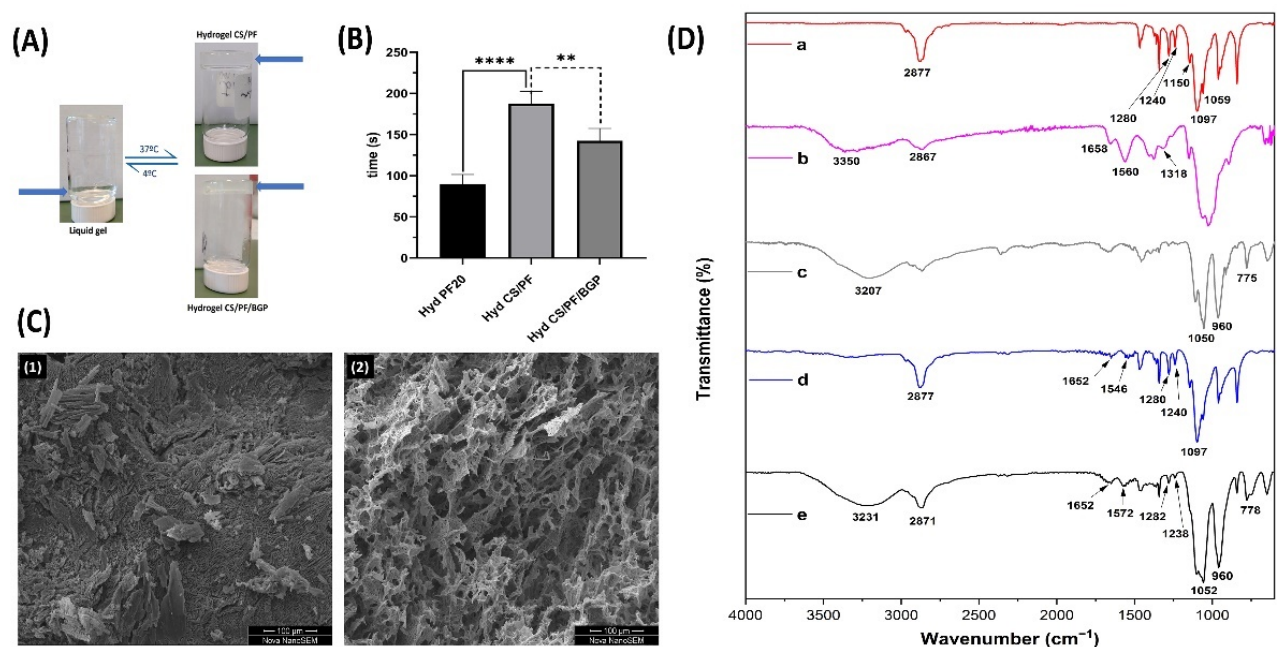 (A)
Hydrogel CS/PF
37ºC
4ºC
Liquid gel
Hydrogel CS/PF/BGP
(B)
250
200
150
100
50
0
time (s)
****
**
Hyd PF20
Hyd CS/PF
Hyd CS/PF/BGP
(C)
(1)
100 µm
Nova NanoSEM
(2)
100 µm
Nova NanoSEM
(D)
Transmittance (%)
a
2877
1280
1240
1150
1097
1059
b
3350
2867
1658
1560
1318
c
3207
1050
960
775
d
2877
1652
1546
1280
1240
1097
e
3231
2871
1652
1572
1282
1238
1052
960
778
4000 3500 3000 2500 2000 1500 1000
Wavenumber (cm⁻¹)